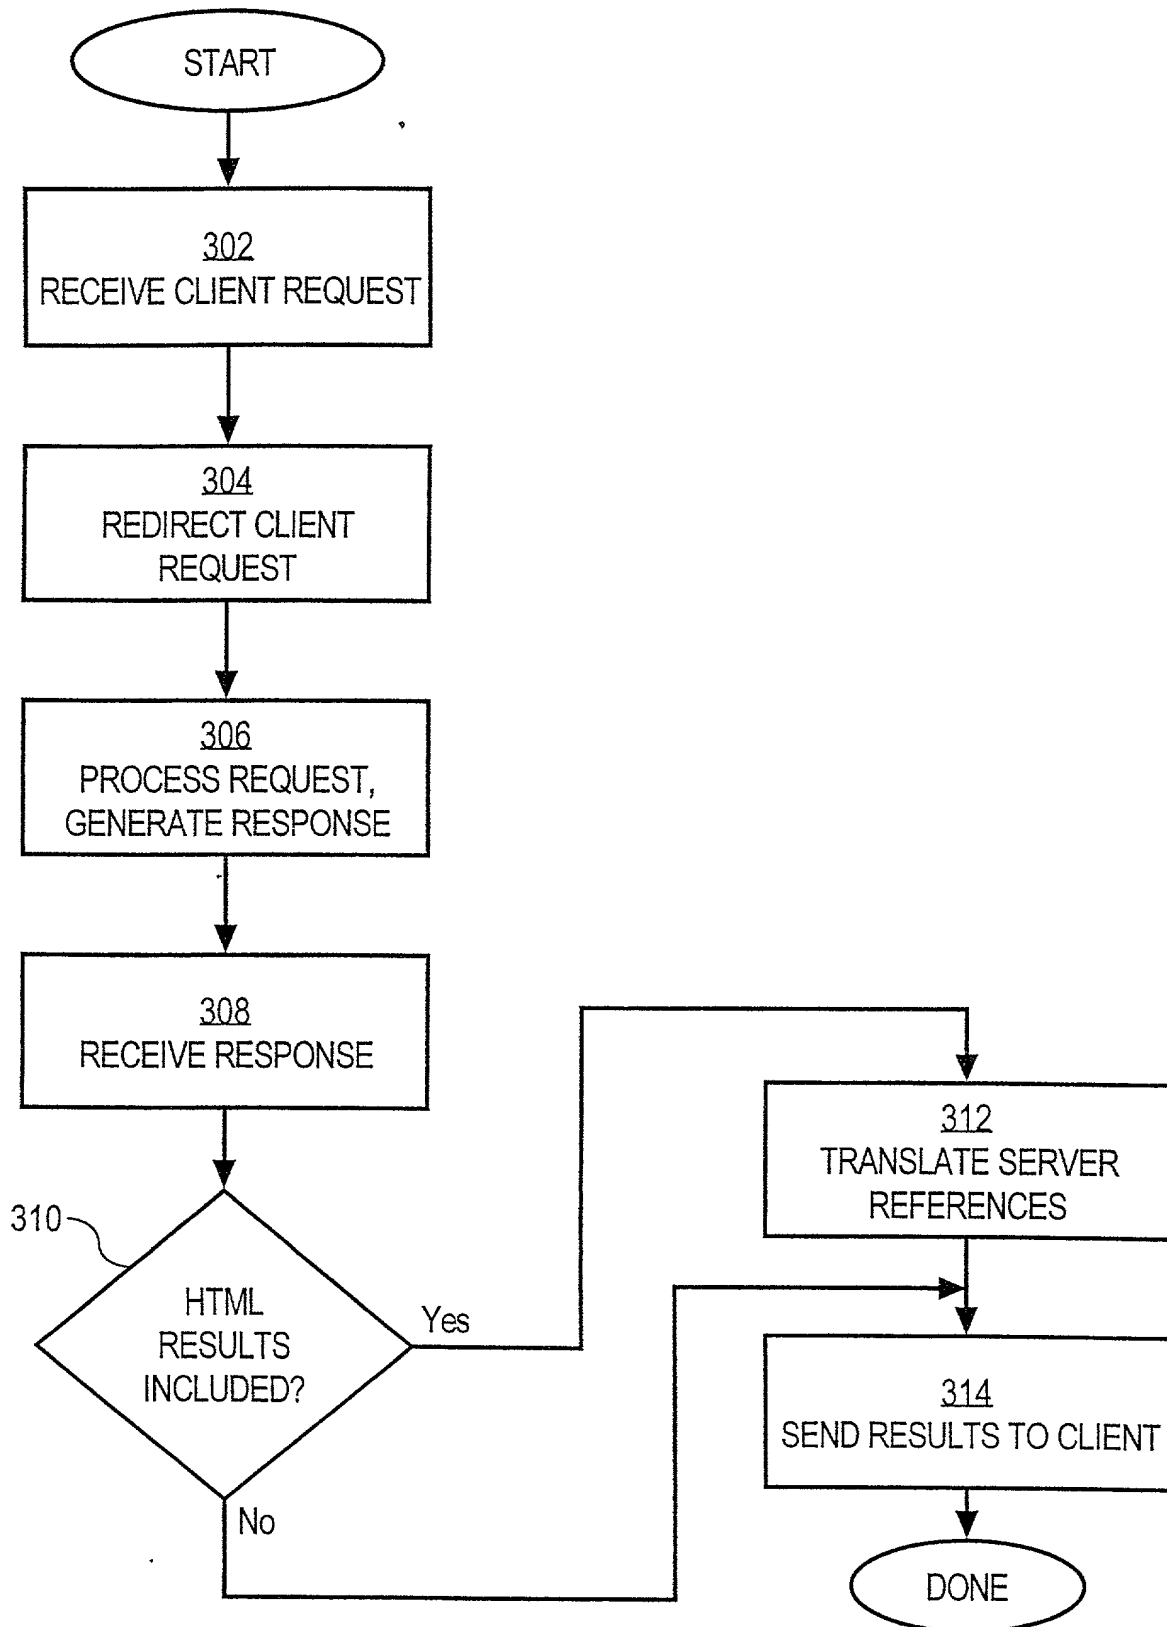 START
302
RECEIVE CLIENT REQUEST
304
REDIRECT CLIENT
REQUEST
306
PROCESS REQUEST,
GENERATE RESPONSE
308
RECEIVE RESPONSE
310
HTML
RESULTS
INCLUDED?
Yes
No
312
TRANSLATE SERVER
REFERENCES
314
SEND RESULTS TO CLIENT
DONE